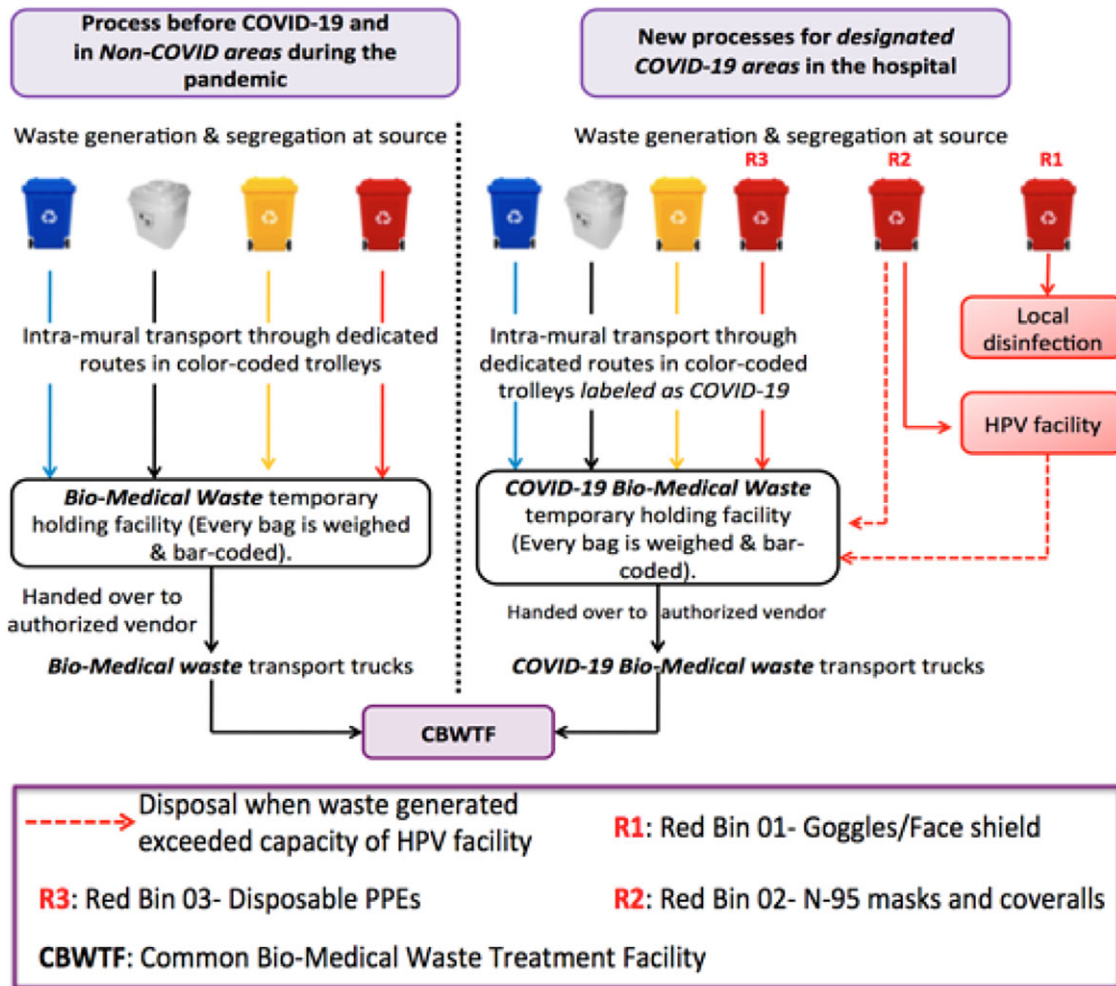 Process before COVID-19 and
in Non-COVID areas during the
pandemic
Waste generation & segregation at source
Intra-mural transport through dedicated
routes in color-coded trolleys
Bio-Medical Waste temporary
holding facility (Every bag is weighed
& bar-coded).
Handed over to
authorized vendor
Bio-Medical waste transport trucks
New processes for designated
COVID-19 areas in the hospital
Waste generation & segregation at source
R3
R2
R1
Intra-mural transport through
dedicated routes in color-coded
trolleys labeled as COVID-19
Local
disinfection
HPV facility
COVID-19 Bio-Medical Waste
temporary holding facility
(Every bag is weighed & bar-
coded).
Handed over to authorized vendor
COVID-19 Bio-Medical waste transport trucks
CBWTF
Disposal when waste generated
exceeded capacity of HPV facility
R1: Red Bin 01- Goggles/Face shield
R3: Red Bin 03- Disposable PPEs
R2: Red Bin 02- N-95 masks and coveralls
CBWTF: Common Bio-Medical Waste Treatment Facility